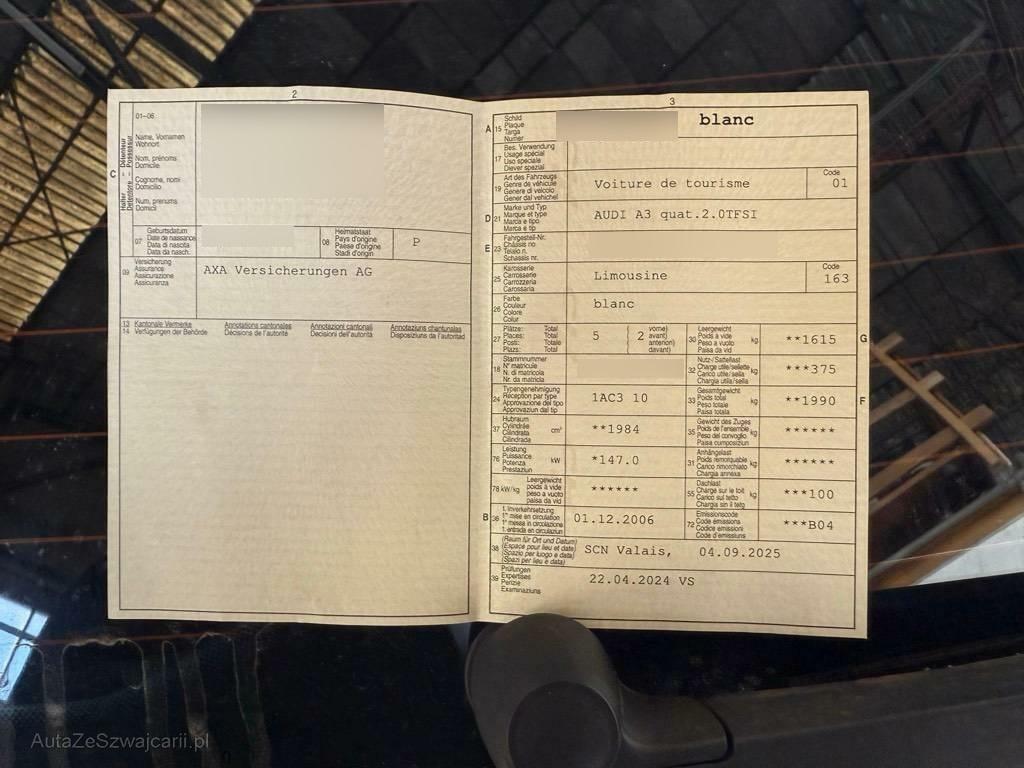 2
01-06
Name, Vornamen
Wohnort
Nom, prénoms
Domicile
Cognome, nomi
Domicilio
Num, prenums
Domicil
C
Halter Détenteur
Detentore Possessur
07
Geburtsdatum
Date de naissance
Data di nascita
Data da nasch.
08
Heimatstaat
Pays d'origine
Paese d'origine
Stadi d'origin
P
09
Versicherung
Assurance
Assicurazione
Assicuranza
AXA Versicherungen AG
13 Kantonale Vermerke Annotations cantonales Annotazioni cantonali Annotaziuns chantunalas
14 Verfügungen der Behörde Décisions de l'autorité Decisioni dell'autorità Disposiziuns da l'autoritad
3
A 15
Schild
Plaque
Targa
Numer
blanc
17
Bes. Verwendung
Usage spécial
Uso speciale
Diever spezial
19
Art des Fahrzeugs
Genre de véhicule
Genere di veicolo
Gener dal vehichel
Voiture de tourisme
Code
01
D 21
Marke und Typ
Marque et type
Marca e tipo
Marca e tip
AUDI A3 quat.2.0TFSI
E 23
Fahrgestell-Nr.
Châssis no
Telaio n.
Schassis nr.
25
Karosserie
Carrosserie
Carrozzeria
Carossaria
Limousine
Code
163
26
Farbe
Couleur
Colore
Colur
blanc
27
Plätze: Total
Places: Total
Posti: Totale
Plazs: Total
5
2
vorne)
avant)
anteriori)
davant)
30
Leergewicht
Poids à vide
Peso a vuoto
Paisa da vid
kg
**1615
G
18
Stammnummer
N° matricule
N. di matricola
Nr. da matricla
32
Nutz-/Sattellast
Charge utile/sellette
Carico utile/sella
Chargia utila/sella
kg
***375
24
Typengenehmigung
Réception par type
Approvazione del tipo
Approvaziun dal tip
1AC3 10
33
Gesamtgewicht
Poids total
Peso totale
Paisa totala
kg
**1990
F
37
Hubraum
Cylindrée
Cilindrata
Cilindrada
cm³
**1984
35
Gewicht des Zuges
Poids de l'ensemble
Peso del convoglio
Paisa cumposiziun
kg
******
76
Leistung
Puissance
Potenza
Prestaziun
kW
*147.0
31
Anhängelast
Poids remorquable
Carico rimorchiato
Chargia annexa
kg
******
78 kW/kg
Leergewicht
poids à vide
peso a vuoto
paisa da vid
******
55
Dachlast
Charge sur le toit
Carico sul tetto
Chargia sin il tetg
kg
***100
B 36
1. Inverkehrsetzung
1re mise en circulation
1a messa in circolazione
1. entrada en circulaziun
01.12.2006
72
Emissionscode
Code émissions
Codice emissioni
Code d'emissiuns
***B04
38
(Raum für Ort und Datum)
(Espace pour lieu et date)
(Spazio per luogo e data)
(Spazi per lieu e data)
SCN Valais, 04.09.2025
39
Prüfungen
Expertises
Perizie
Examinaziuns
22.04.2024 VS
AutaZeSzwajcarii.pl